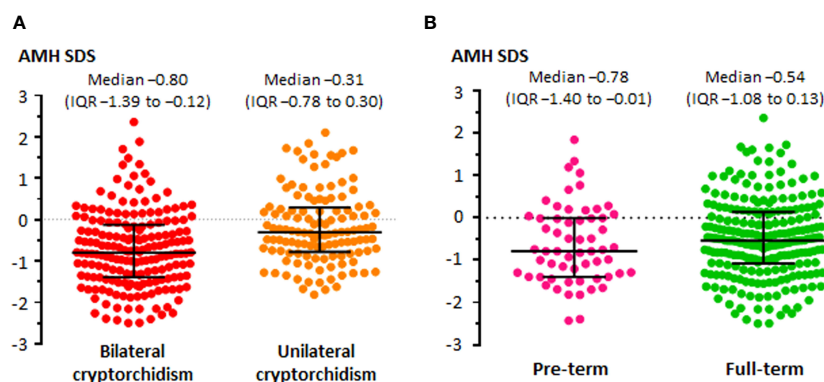 A
AMH SDS
Median –0.80
(IQR –1.39 to –0.12)
Median –0.31
(IQR –0.78 to 0.30)
3
2
1
0
-1
-2
-3
Bilateral
cryptorchidism
Unilateral
cryptorchidism
B
AMH SDS
Median –0.78
(IQR –1.40 to –0.01)
Median –0.54
(IQR –1.08 to 0.13)
3
2
1
0
-1
-2
-3
Pre-term
Full-term